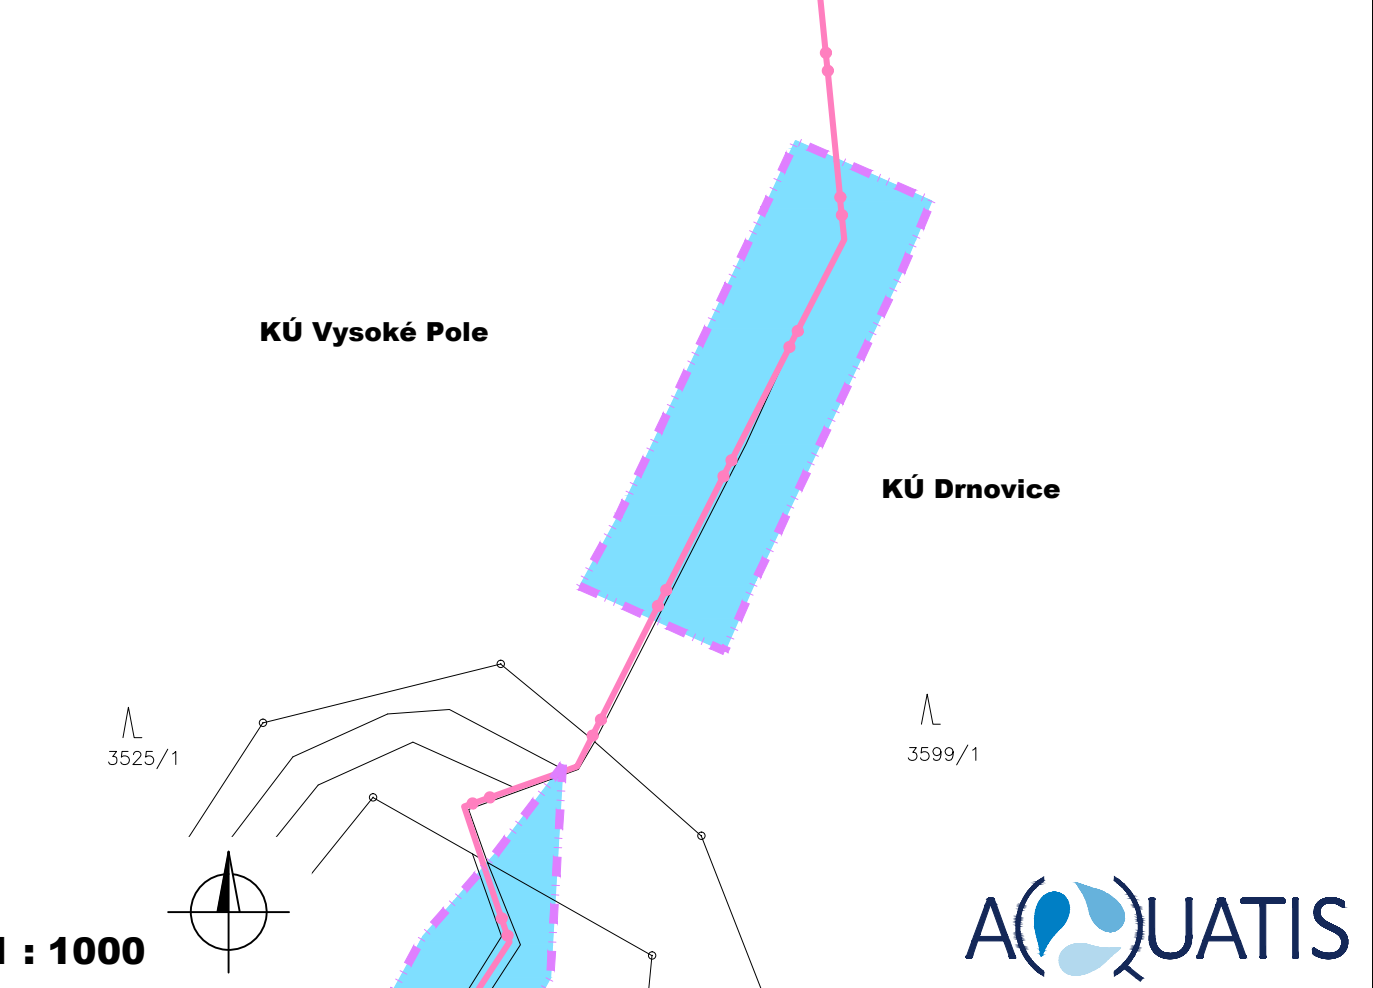 KÚ Vysoké Pole
KÚ Drnovice
3525/1
3599/1
1 : 1000
AQUATIS